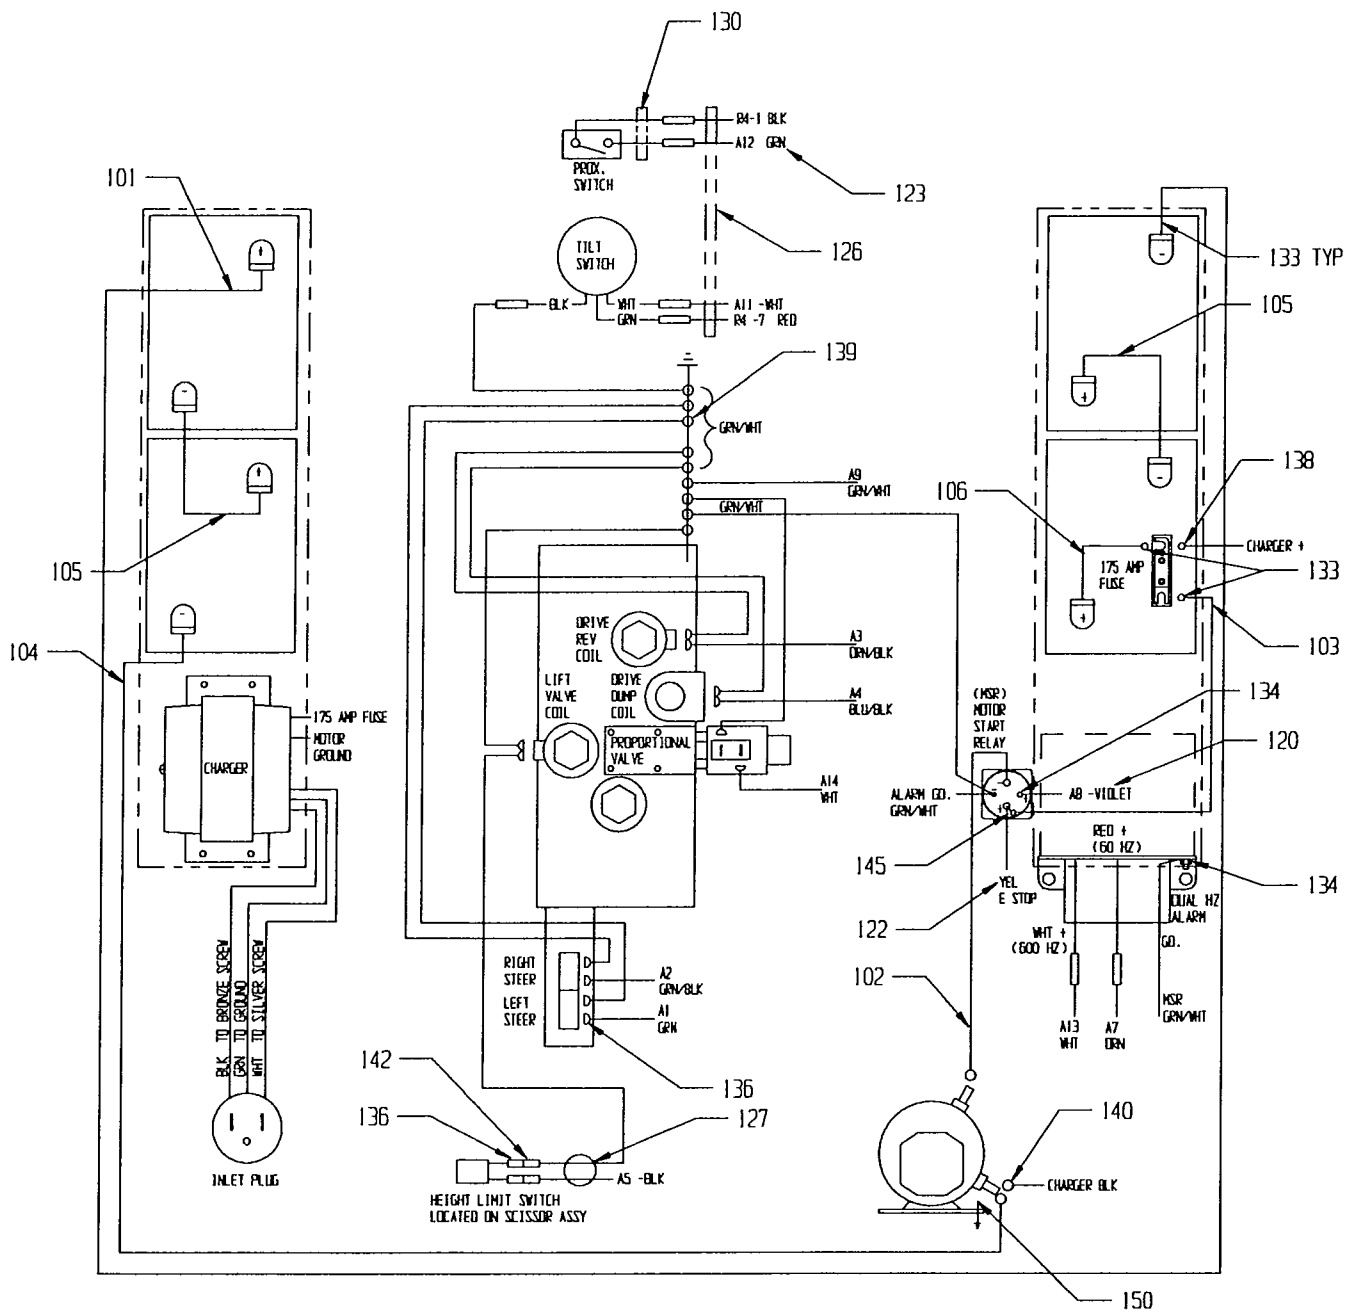 130
R4-1 BLK
A12 GRN
PROX.
SWITCH
101
123
TILT
SWITCH
126
133 TYP
BLK
WHT
A11 -WHT
GRN
R4 -7 RED
105
139
GRN/WHT
A9
GRN/WHT
138
106
GRN/WHT
CHARGER +
175 AMP
FUSE
133
105
104
103
DRIVE
REV
COIL
A3
ORN/BLK
LIFT
VALVE
COIL
DRIVE
DUMP
COIL
A4
BLU/BLK
(MSR)
MOTOR
START
RELAY
134
175 AMP FUSE
MOTOR
GROUND
CHARGER
PROPORTIONAL
VALVE
120
A14
WHT
ALARM GD.
GRN/WHT
A8 -VIOLET
RED +
(60 HZ)
145
134
YEL
E STOP
122
DUAL HZ
ALARM
WHT +
(600 HZ)
GD.
BLK TO BRONZE SCREW
GRN TO GROUND
WHT TO SILVER SCREW
RIGHT
STEER
A2
GRN/BLK
102
LEFT
STEER
A1
GRN
MSR
GRN/WHT
A13
WHT
A7
ORN
142
136
136
127
140
A5 -BLK
CHARGER BLK
INLET PLUG
HEIGHT LIMIT SWITCH
LOCATED ON SCISSOR ASSY
150